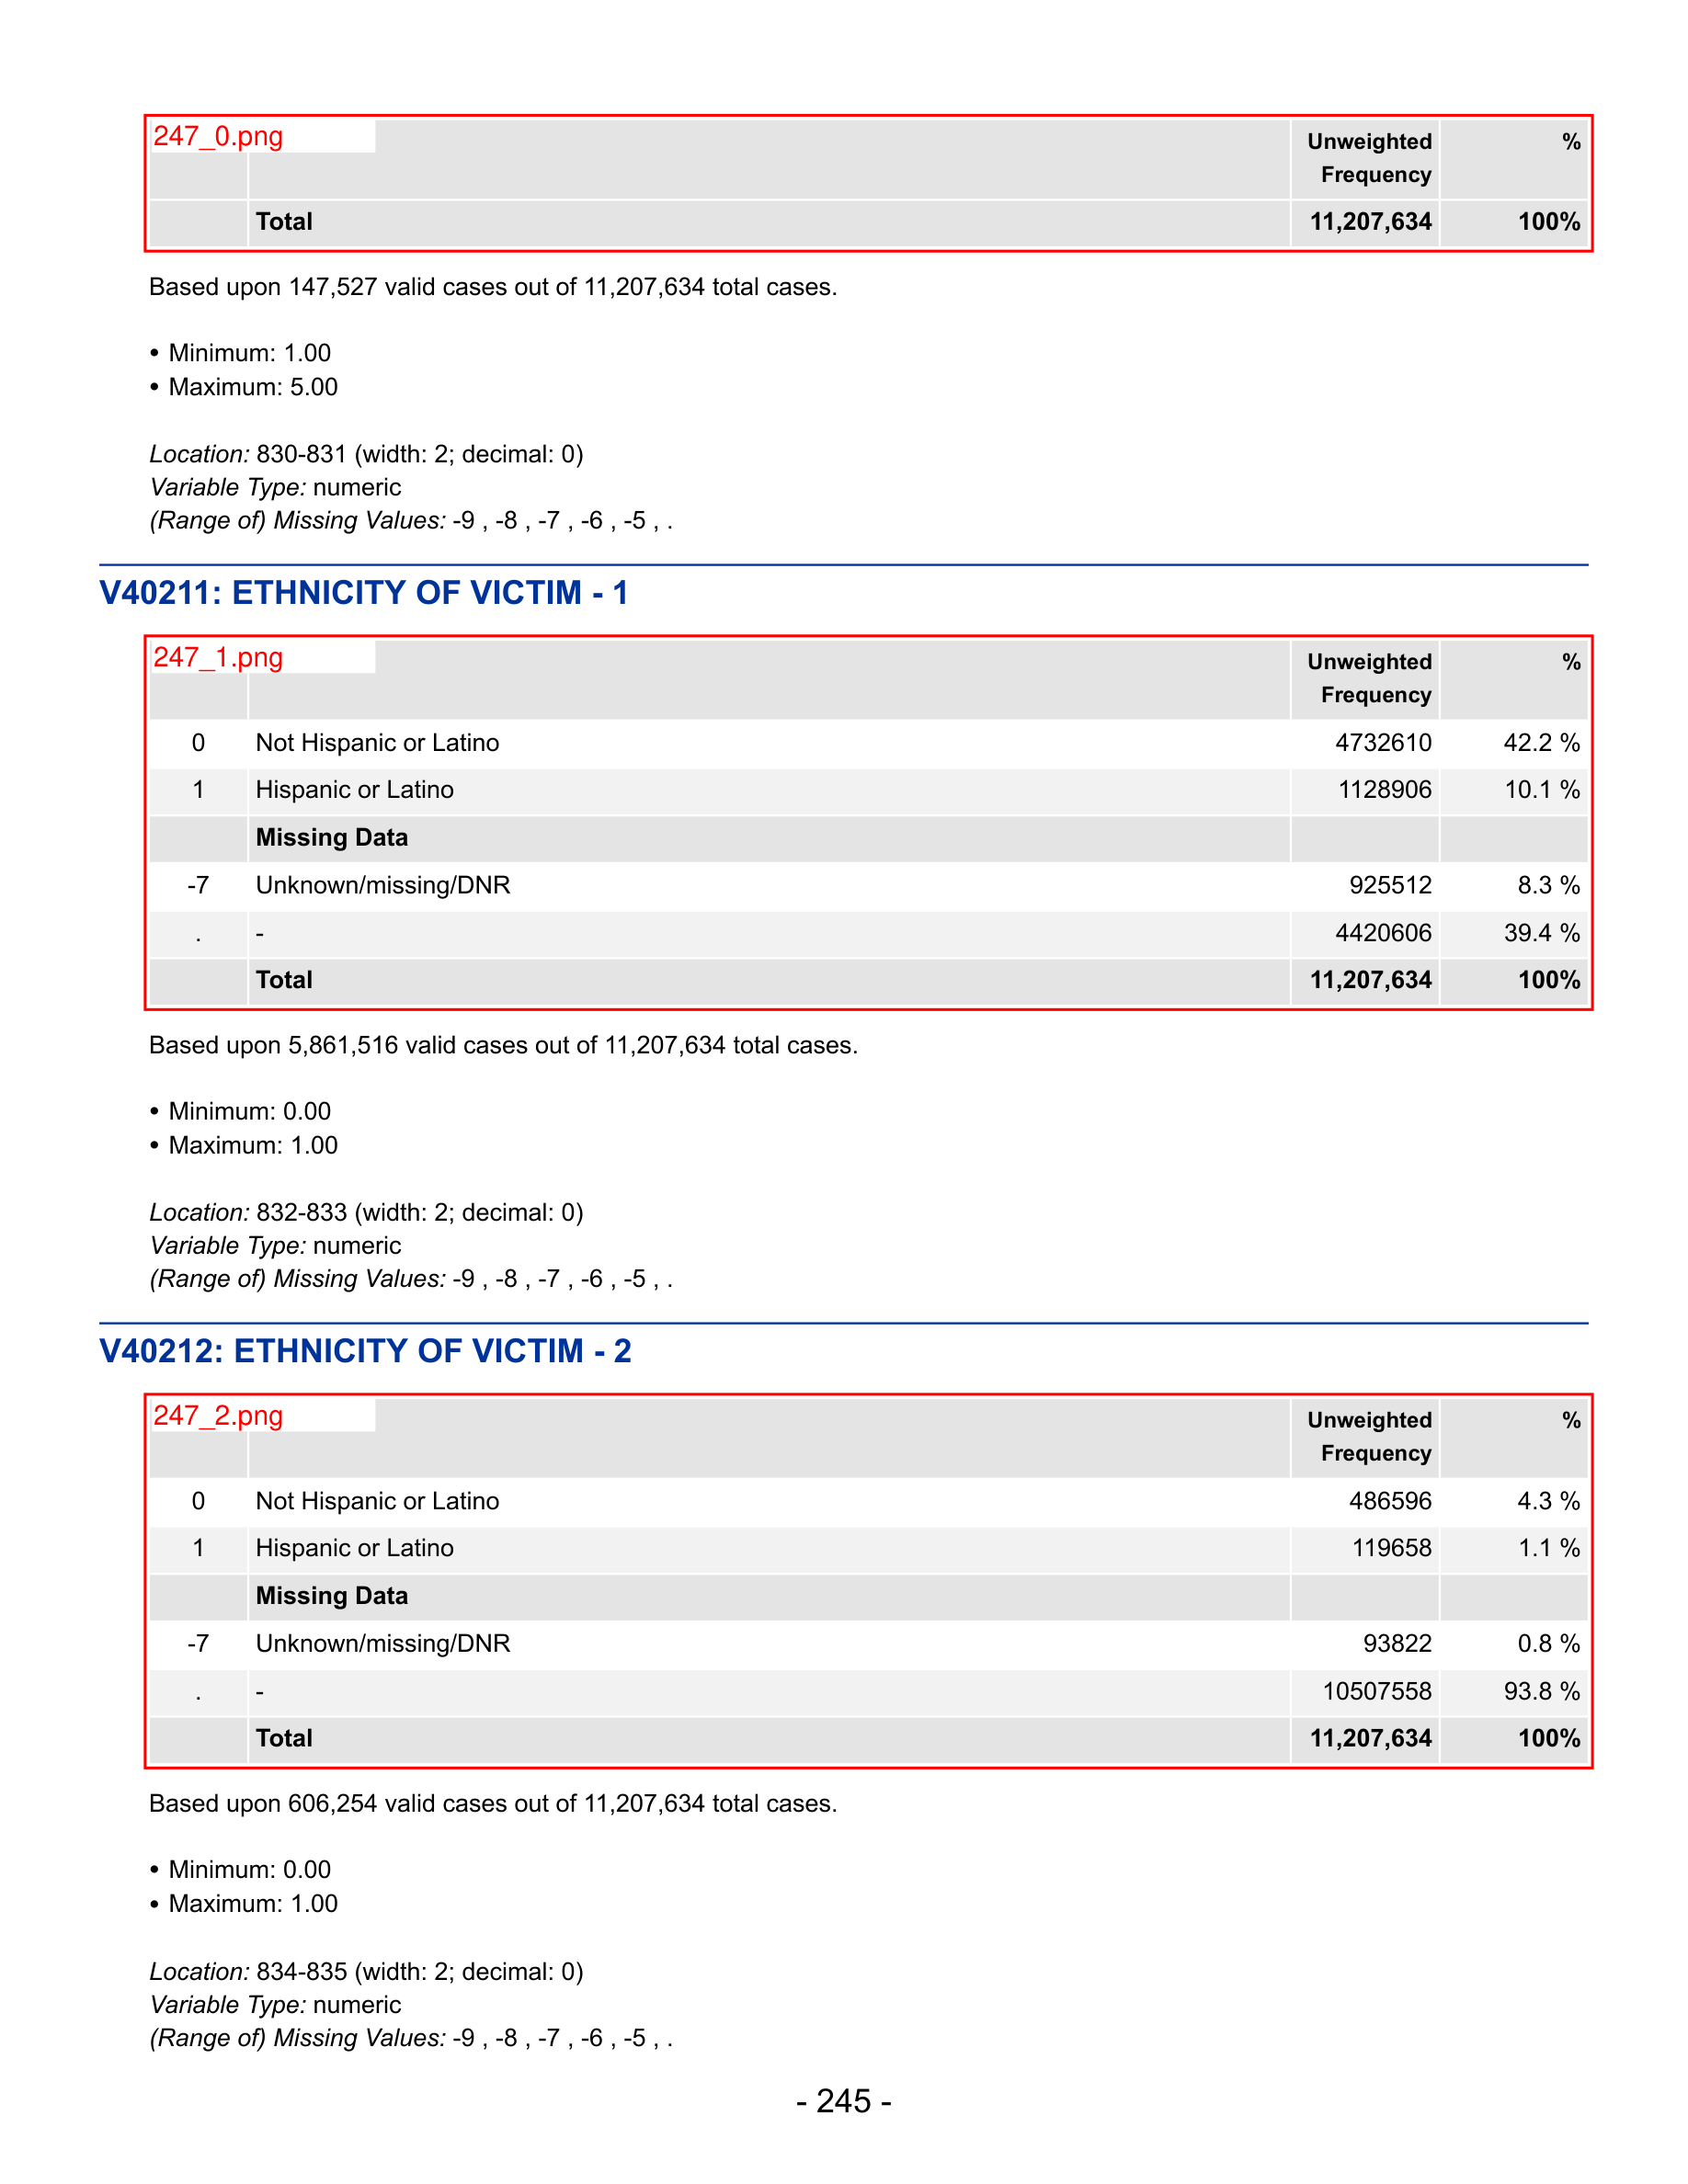 247_0.png
Unweighted Frequency %
Total 11,207,634 100%
Based upon 147,527 valid cases out of 11,207,634 total cases.
• Minimum: 1.00
• Maximum: 5.00
Location: 830-831 (width: 2; decimal: 0)
Variable Type: numeric
(Range of) Missing Values: -9 , -8 , -7 , -6 , -5 , .
V40211: ETHNICITY OF VICTIM - 1
247_1.png
Unweighted Frequency %
0 Not Hispanic or Latino 4732610 42.2 %
1 Hispanic or Latino 1128906 10.1 %
Missing Data
-7 Unknown/missing/DNR 925512 8.3 %
. - 4420606 39.4 %
Total 11,207,634 100%
Based upon 5,861,516 valid cases out of 11,207,634 total cases.
• Minimum: 0.00
• Maximum: 1.00
Location: 832-833 (width: 2; decimal: 0)
Variable Type: numeric
(Range of) Missing Values: -9 , -8 , -7 , -6 , -5 , .
V40212: ETHNICITY OF VICTIM - 2
247_2.png
Unweighted Frequency %
0 Not Hispanic or Latino 486596 4.3 %
1 Hispanic or Latino 119658 1.1 %
Missing Data
-7 Unknown/missing/DNR 93822 0.8 %
. - 10507558 93.8 %
Total 11,207,634 100%
Based upon 606,254 valid cases out of 11,207,634 total cases.
• Minimum: 0.00
• Maximum: 1.00
Location: 834-835 (width: 2; decimal: 0)
Variable Type: numeric
(Range of) Missing Values: -9 , -8 , -7 , -6 , -5 , .
- 245 -